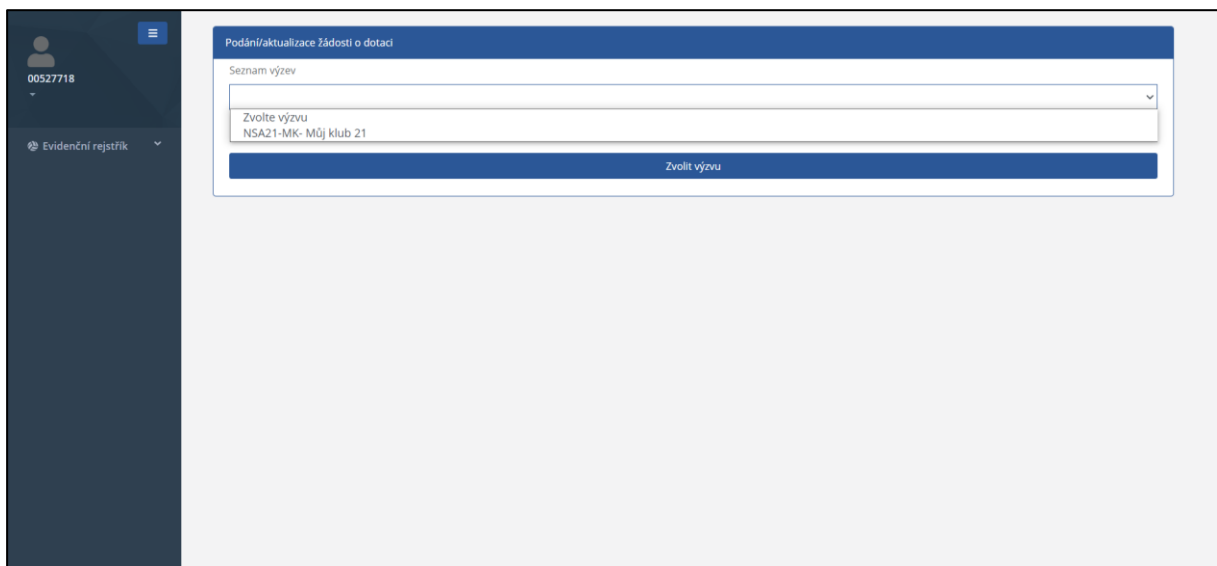 00527718
Evidenční rejstřík
Podání/aktualizace žádosti o dotaci
Seznam výzev
Zvolte výzvu
NSA21-MK- Můj klub 21
Zvolit výzvu